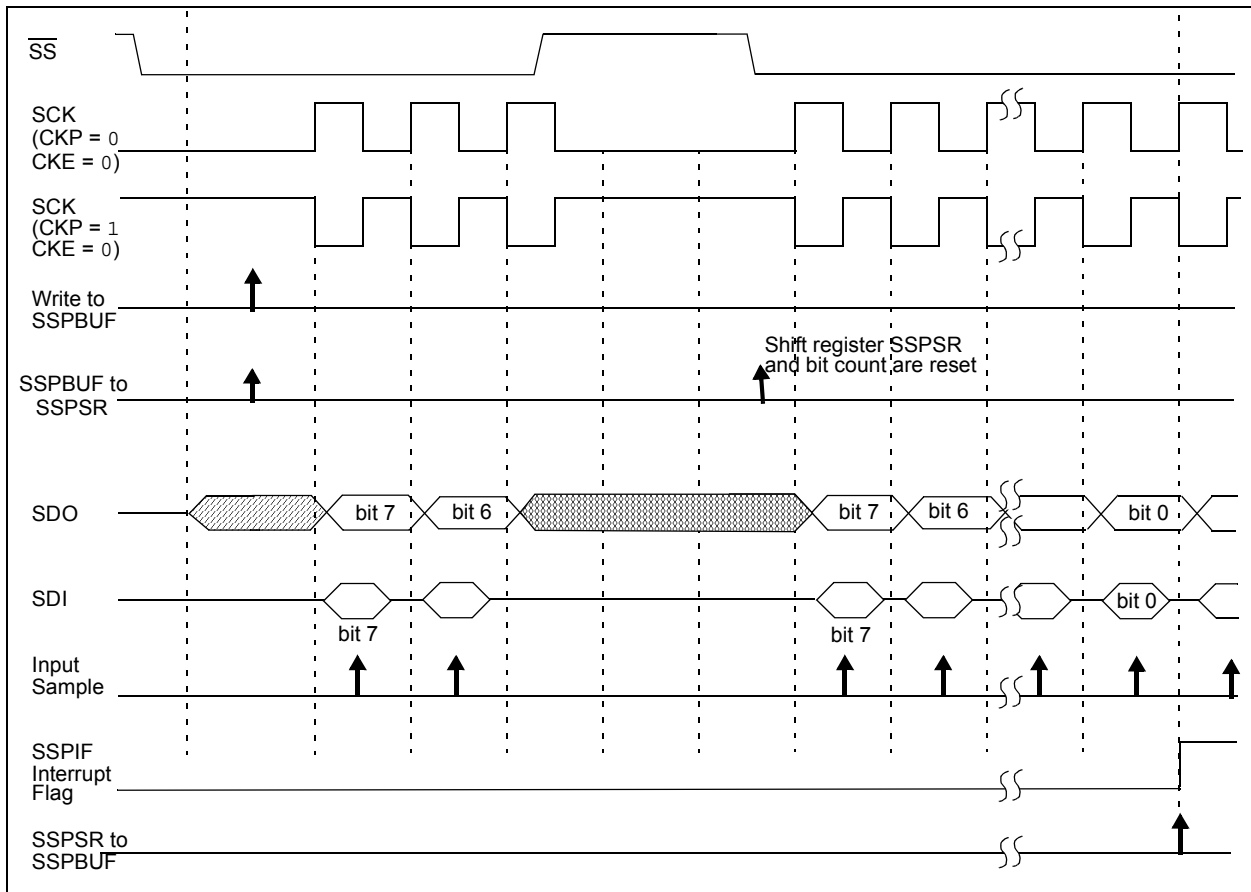 SS
SCK
(CKP = 0
CKE = 0)
SCK
(CKP = 1
CKE = 0)
Write to
SSPBUF
Shift register SSPSR
and bit count are reset
SSPBUF to
SSPSR
SDO
bit 7
bit 6
bit 7
bit 6
bit 0
SDI
bit 0
bit 7
bit 7
Input
Sample
SSPIF
Interrupt
Flag
SSPSR to
SSPBUF